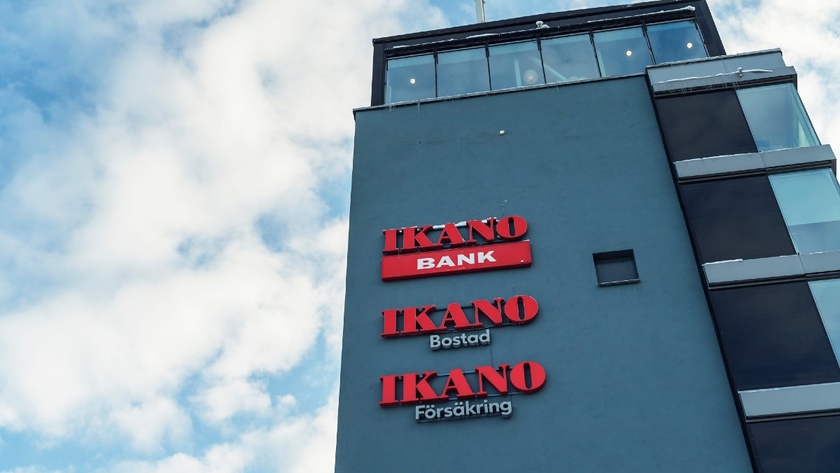 IKANO
BANK
IKANO
Bostad
IKANO
Försäkring